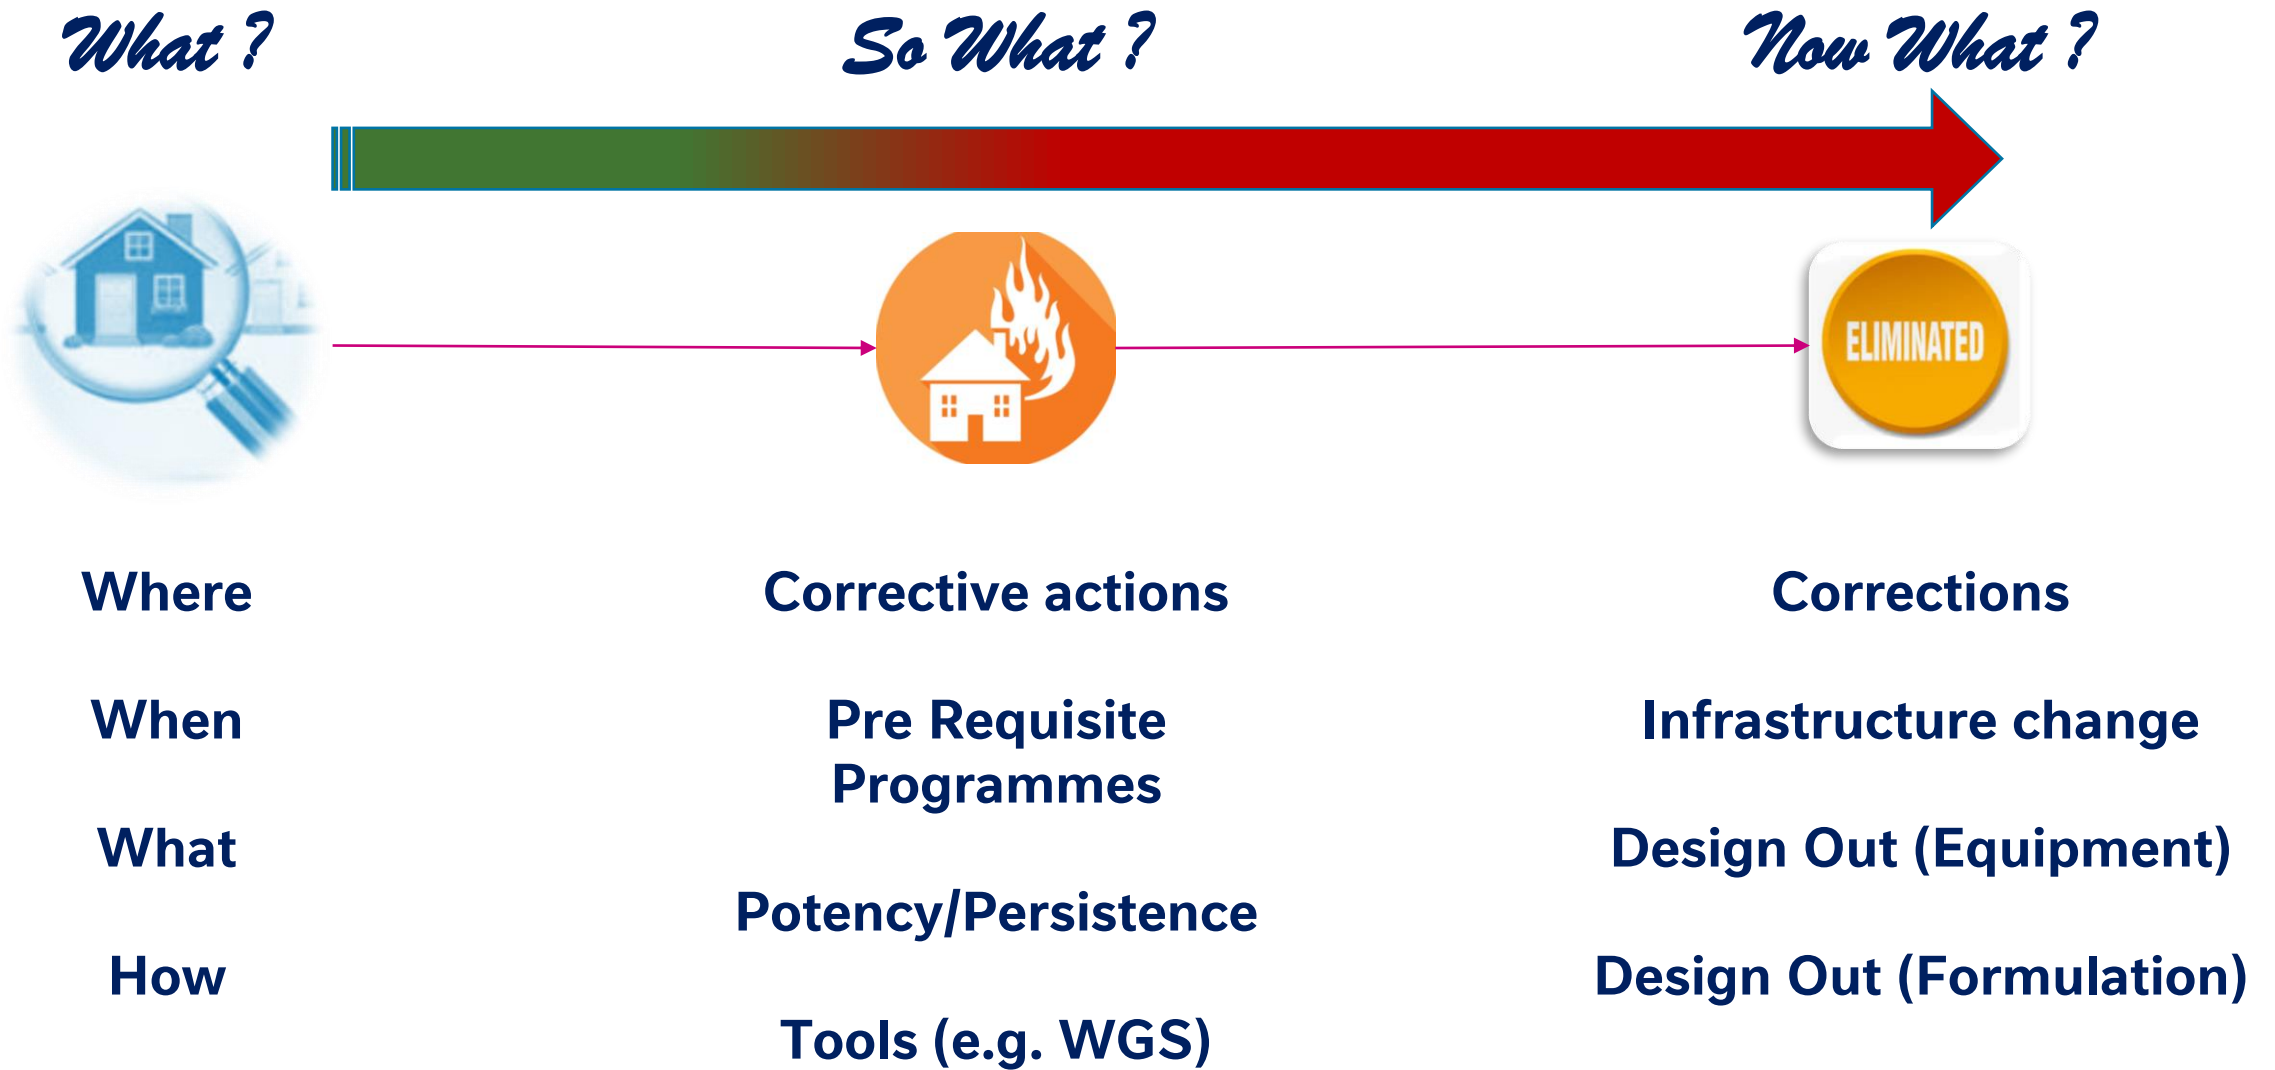 What ?
So What ?
Now What ?
ELIMINATED
Where
When
What
How
Corrective actions
Pre Requisite
Programmes
Potency/Persistence
Tools (e.g. WGS)
Corrections
Infrastructure change
Design Out (Equipment)
Design Out (Formulation)